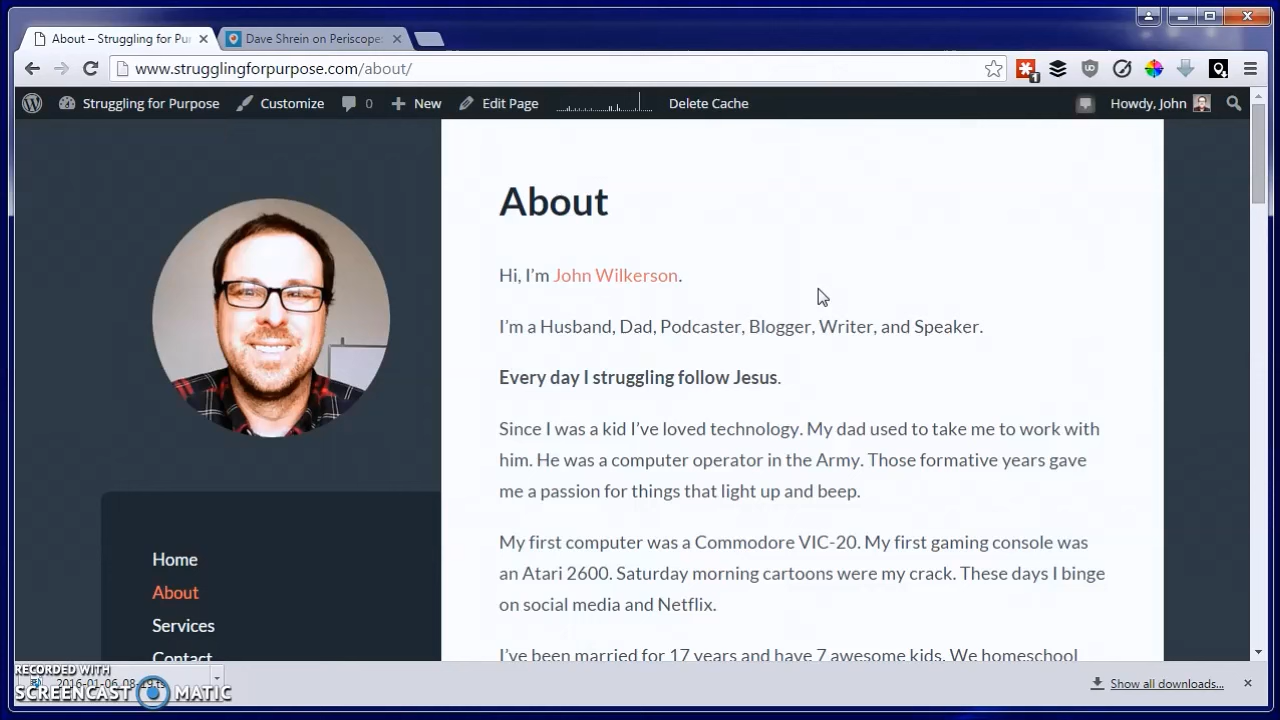 About – Struggling for Pur
Dave Shrein on Periscope
www.strugglingforpurpose.com/about/
1
Struggling for Purpose
Customize
0
New
Edit Page
Delete Cache
Howdy, John
About
Hi, I’m John Wilkerson.
I’m a Husband, Dad, Podcaster, Blogger, Writer, and Speaker.
Every day I struggling follow Jesus.
Since I was a kid I’ve loved technology. My dad used to take me to work with
him. He was a computer operator in the Army. Those formative years gave
me a passion for things that light up and beep.
My first computer was a Commodore VIC-20. My first gaming console was
an Atari 2600. Saturday morning cartoons were my crack. These days I binge
on social media and Netflix.
I’ve been married for 17 years and have 7 awesome kids. We homeschool
Home
About
Services
Contact
RECORDED WITH
SCREENCAST MATIC
Show all downloads...